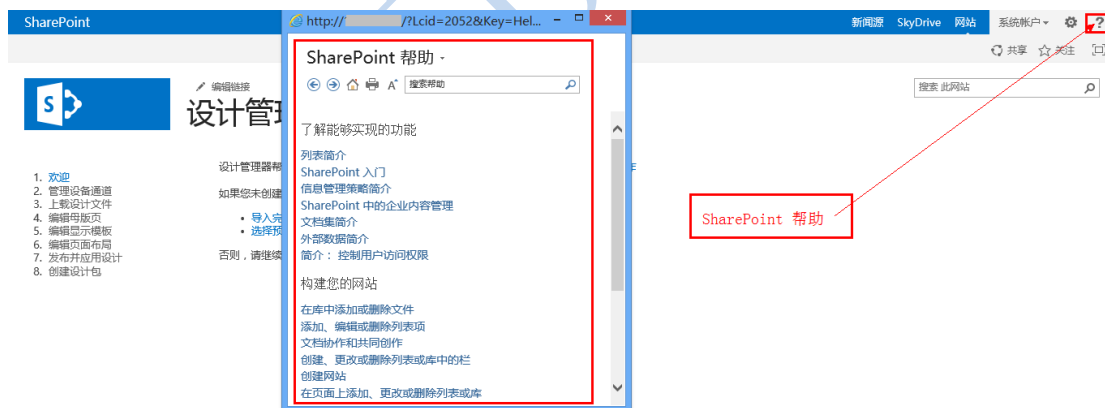 SharePoint
http:// /?Lcid=2052&Key=Hel...
新闻源 SkyDrive 网站 系统帐户 ?
共享 关注
SharePoint 帮助
搜索帮助
编辑链接
设计管理
搜索 此网站
S
了解能够实现的功能
列表简介
SharePoint 入门
信息管理策略简介
SharePoint 中的企业内容管理
文档集简介
外部数据简介
简介： 控制用户访问权限
构建您的网站
在库中添加或删除文件
添加、编辑或删除列表项
文档协作和共同创作
创建、更改或删除列表或库中的栏
创建网站
在页面上添加、更改或删除列表或库
1. 欢迎
2. 管理设备通道
3. 上载设计文件
4. 编辑母版页
5. 编辑显示模板
6. 编辑页面布局
7. 发布并应用设计
8. 创建设计包
设计管理器帮
如果您未创建
• 导入完
• 选择预
否则，请继续
SharePoint 帮助